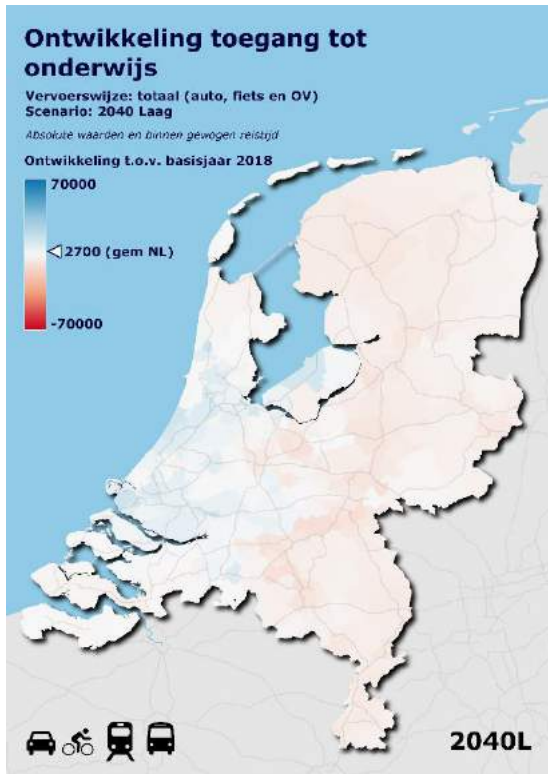 Ontwikkeling toegang tot
onderwijs
Vervoerswijze: totaal (auto, fiets en OV)
Scenario: 2040 Laag
Absolute waarden en binnen gewogen reistijd
Ontwikkeling t.o.v. basisjaar 2018
70000
2700 (gem NL)
-70000
2040L